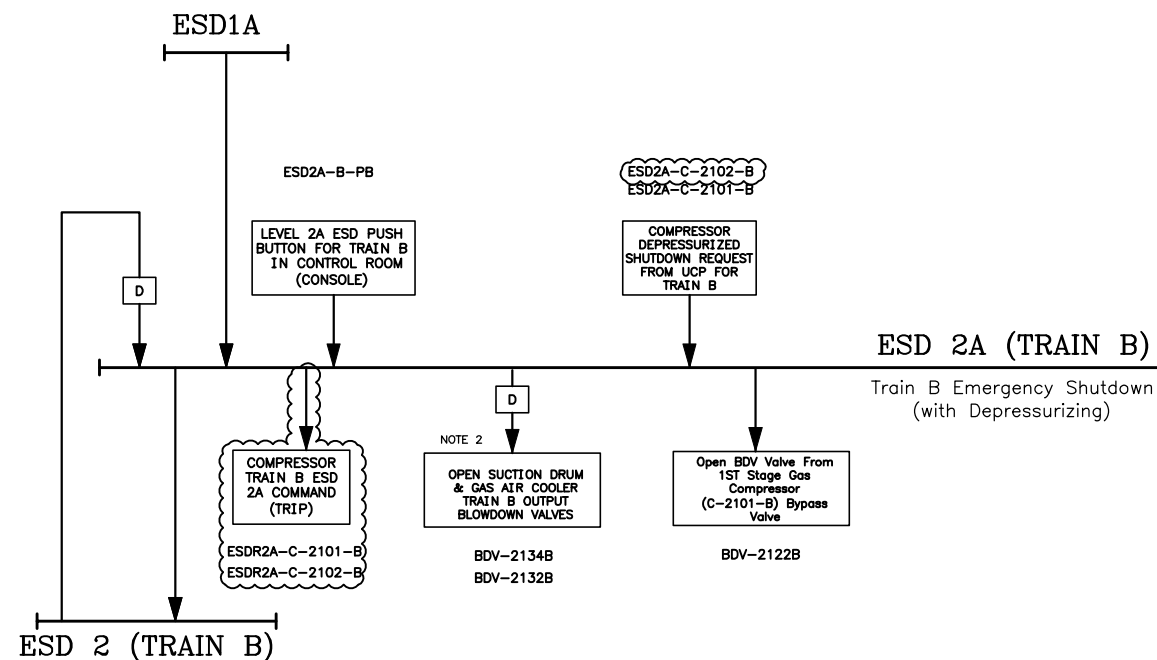 ESD1A
ESD2A-B-PB
ESD2A-C-2102-B
ESD2A-C-2101-B
LEVEL 2A ESD PUSH
BUTTON FOR TRAIN B
IN CONTROL ROOM
(CONSOLE)
COMPRESSOR
DEPRESSURIZED
SHUTDOWN REQUEST
FROM UCP FOR
TRAIN B
D
ESD 2A (TRAIN B)
Train B Emergency Shutdown
(with Depressurizing)
D
NOTE 2
COMPRESSOR
TRAIN B ESD
2A COMMAND
(TRIP)
OPEN SUCTION DRUM
& GAS AIR COOLER
TRAIN B OUTPUT
BLOWDOWN VALVES
Open BDV Valve From
1ST Stage Gas
Compressor
(C-2101-B) Bypass
Valve
ESDR2A-C-2101-B
ESDR2A-C-2102-B
BDV-2134B
BDV-2132B
BDV-2122B
ESD 2 (TRAIN B)